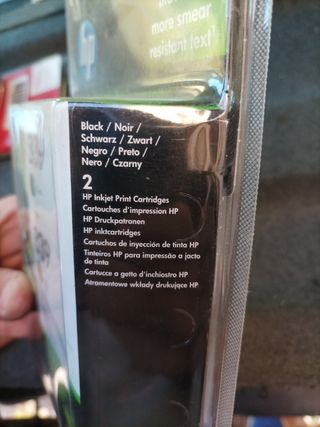 more smear
resistant text
hp
Black / Noir /
Schwarz / Zwart /
Negro / Preto /
Nero / Czarny
2
HP Inkjet Print Cartridges
Cartouches d'impression HP
HP Druckpatronen
HP inktcartridges
Cartuchos de inyección de tinta HP
Tinteiros HP para impressão a jacto
de tinta
Cartucce a getto d'inchiostro HP
Atramentowe wkłady drukujące HP